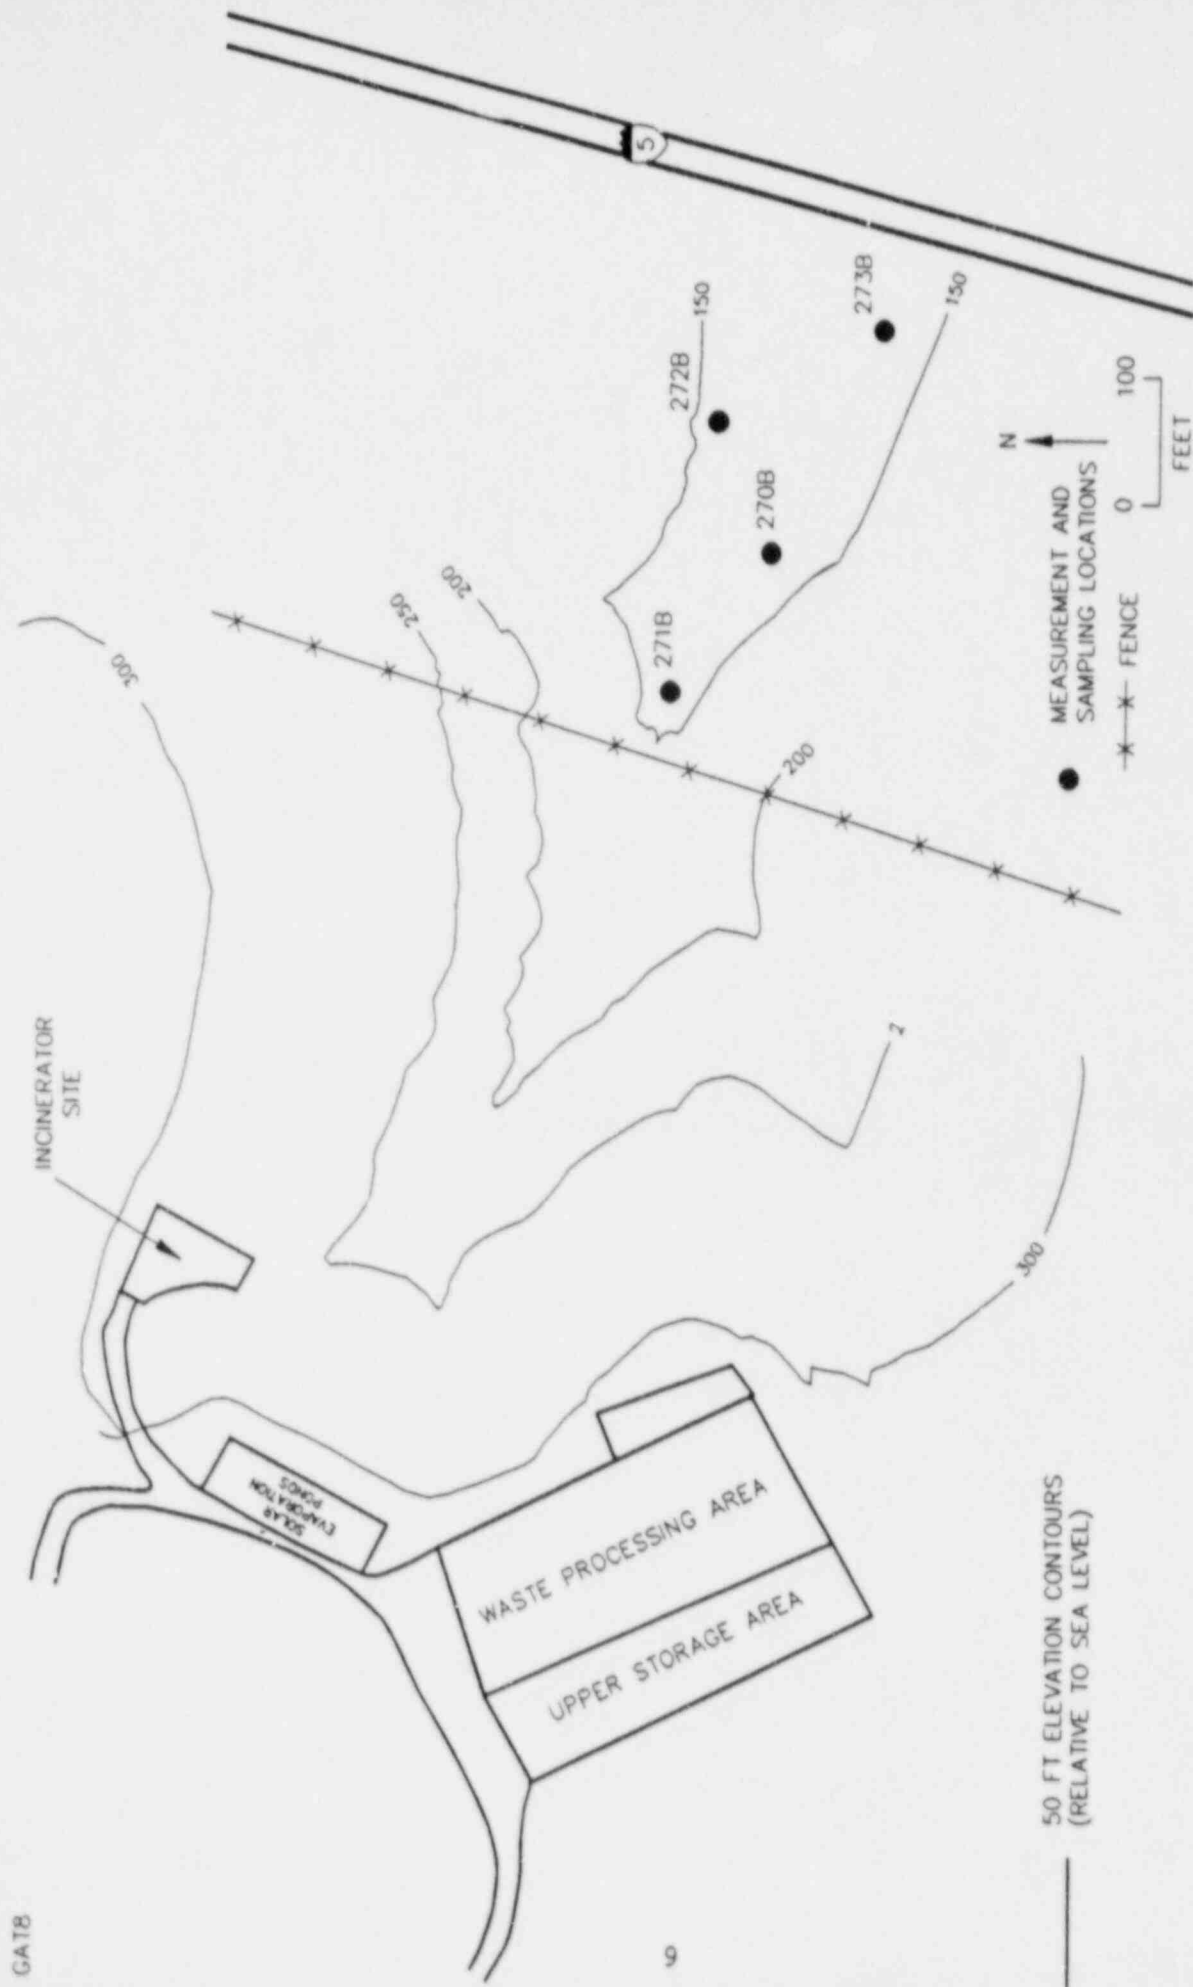 GAT8
INCINERATOR
SITE
300
250
200
5
SOLAR
EVAPORATION
PONDS
WASTE PROCESSING AREA
UPPER STORAGE AREA
271B
270B
272B
273B
150
150
200
2
300
N
MEASUREMENT AND
SAMPLING LOCATIONS
FENCE
0 100
FEET
50 FT ELEVATION CONTOURS
(RELATIVE TO SEA LEVEL)
9